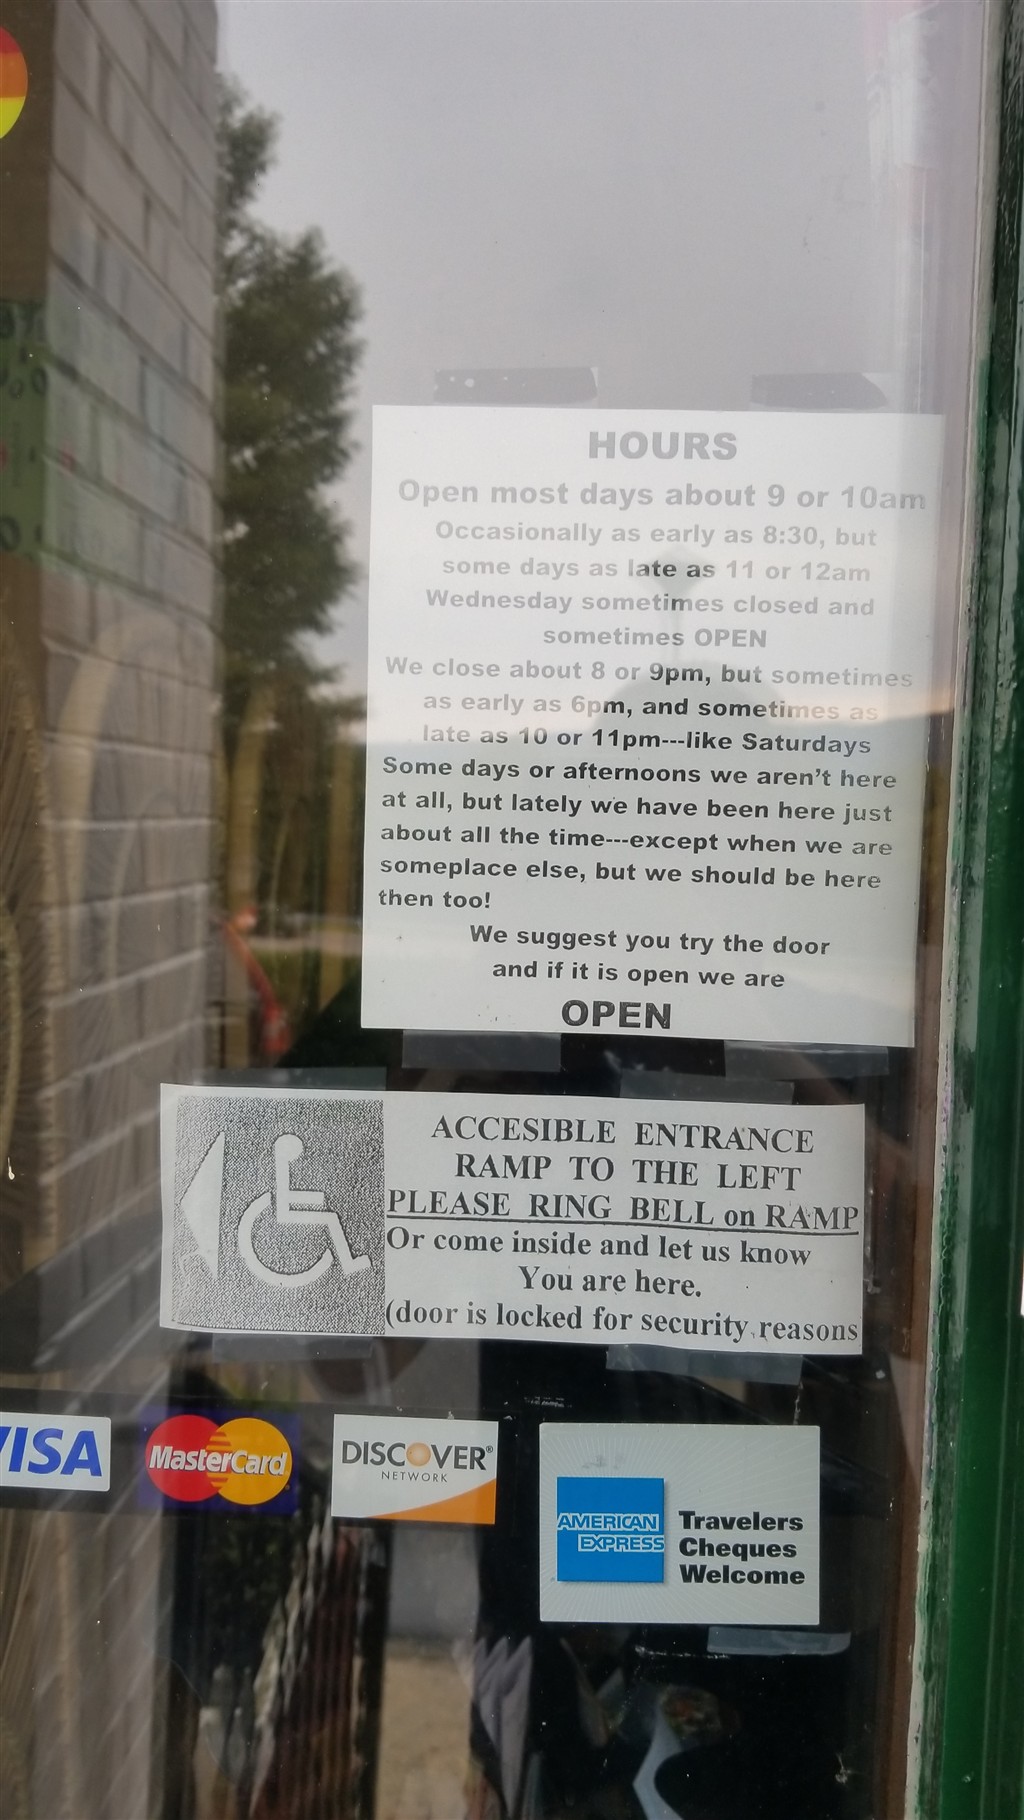 HOURS
Open most days about 9 or 10am
Occasionally as early as 8:30, but
some days as late as 11 or 12am
Wednesday sometimes closed and
sometimes OPEN
We close about 8 or 9pm, but sometimes
as early as 6pm, and sometimes as
late as 10 or 11pm---like Saturdays
Some days or afternoons we aren't here
at all, but lately we have been here just
about all the time---except when we are
someplace else, but we should be here
then too!
We suggest you try the door
and if it is open we are
OPEN
ACCESIBLE ENTRANCE
RAMP TO THE LEFT
PLEASE RING BELL on RAMP
Or come inside and let us know
You are here.
(door is locked for security reasons
VISA
MasterCard
DISCOVER®
NETWORK
AMERICAN
EXPRESS
Travelers
Cheques
Welcome